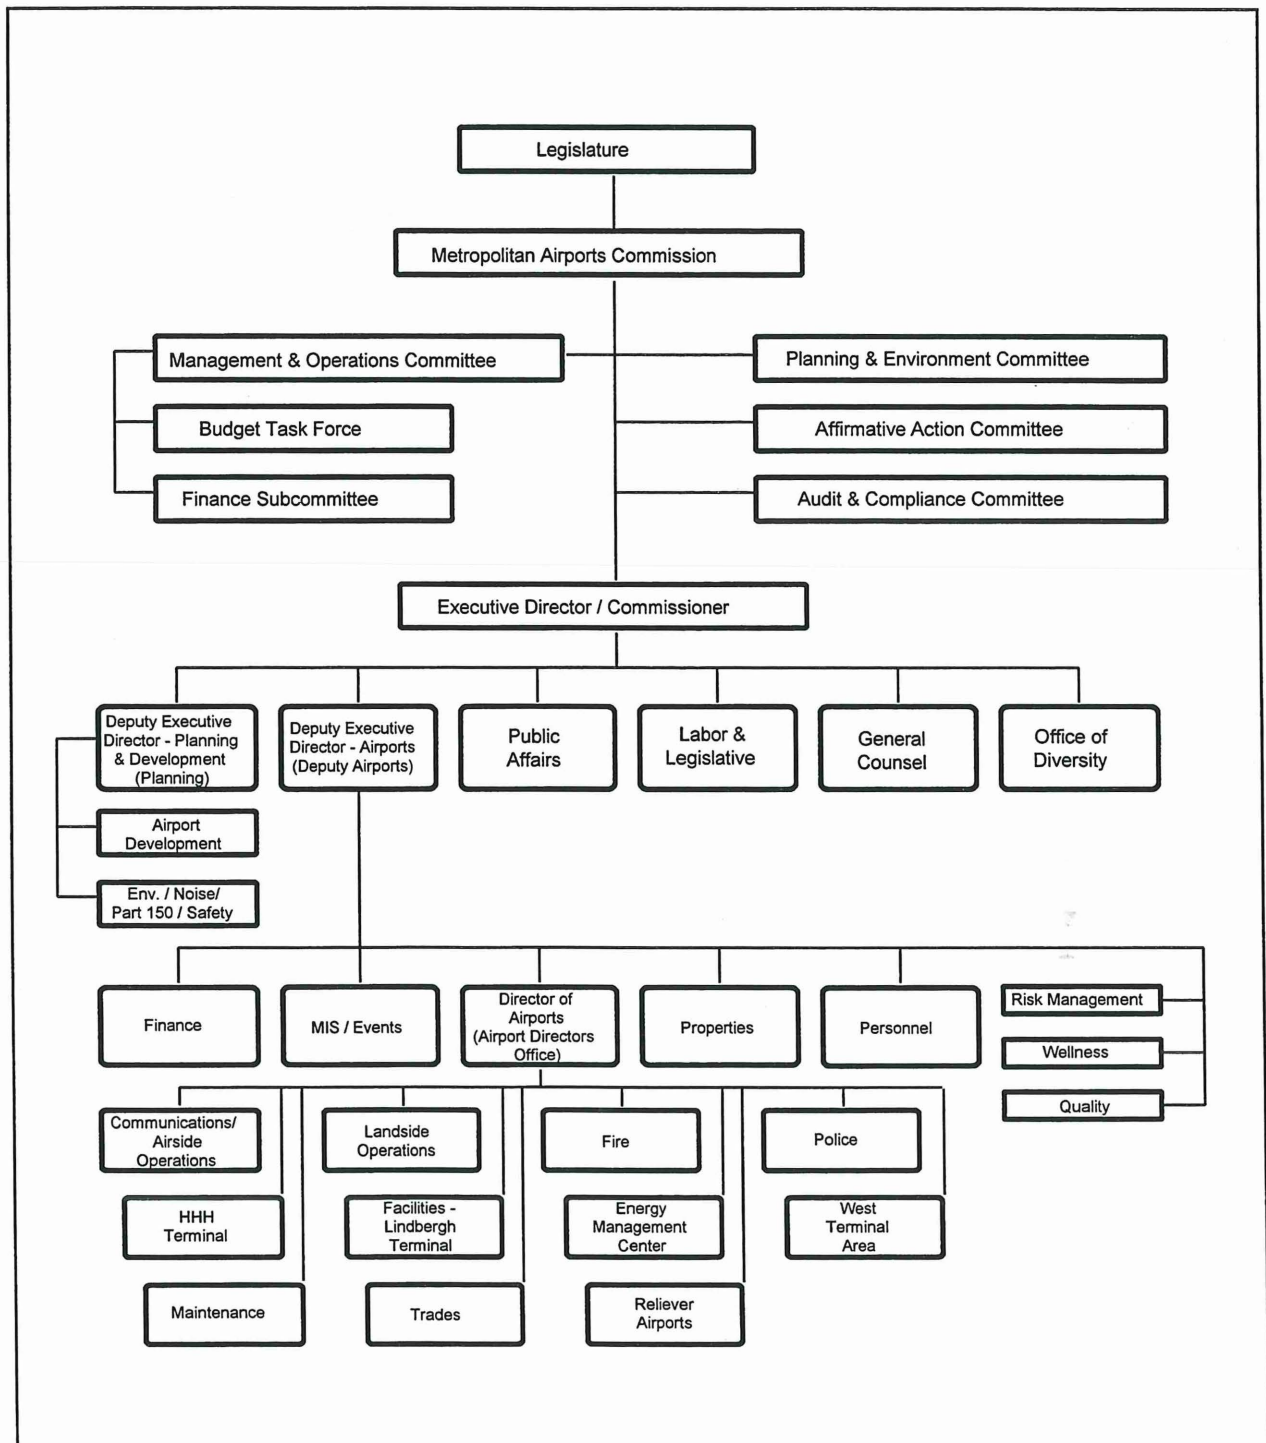 Legislature
Metropolitan Airports Commission
Management & Operations Committee
Planning & Environment Committee
Budget Task Force
Affirmative Action Committee
Finance Subcommittee
Audit & Compliance Committee
Executive Director / Commissioner
Deputy Executive
Director - Planning
& Development
(Planning)
Deputy Executive
Director - Airports
(Deputy Airports)
Public
Affairs
Labor &
Legislative
General
Counsel
Office of
Diversity
Airport
Development
Env. / Noise/
Part 150 / Safety
Finance
MIS / Events
Director of
Airports
(Airport Directors
Office)
Properties
Personnel
Risk Management
Wellness
Quality
Communications/
Airside
Operations
Landside
Operations
Fire
Police
HHH
Terminal
Facilities -
Lindbergh
Terminal
Energy
Management
Center
West
Terminal
Area
Maintenance
Trades
Reliever
Airports